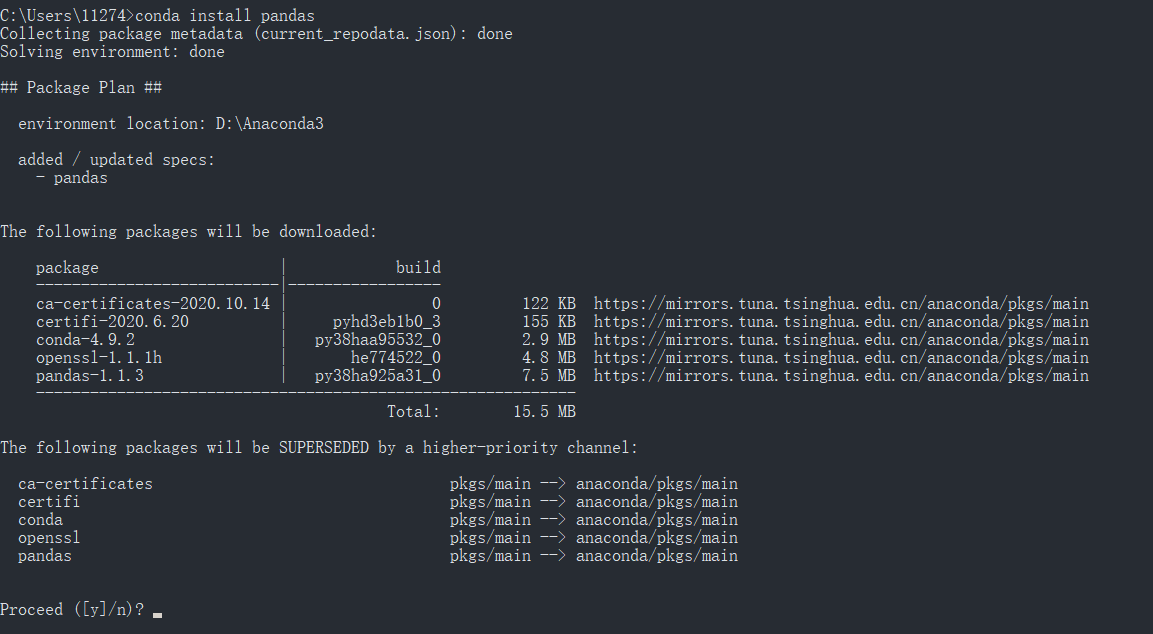 C:\Users\11274>conda install pandas
Collecting package metadata (current_repodata.json): done
Solving environment: done
## Package Plan ##
environment location: D:\Anaconda3
added / updated specs:
- pandas
The following packages will be downloaded:
package | build
---------------------------|-----------------
ca-certificates-2020.10.14 | 0 122 KB https://mirrors.tuna.tsinghua.edu.cn/anaconda/pkgs/main
certifi-2020.6.20 | pyhd3eb1b0_3 155 KB https://mirrors.tuna.tsinghua.edu.cn/anaconda/pkgs/main
conda-4.9.2 | py38haa95532_0 2.9 MB https://mirrors.tuna.tsinghua.edu.cn/anaconda/pkgs/main
openssl-1.1.1h | he774522_0 4.8 MB https://mirrors.tuna.tsinghua.edu.cn/anaconda/pkgs/main
pandas-1.1.3 | py38ha925a31_0 7.5 MB https://mirrors.tuna.tsinghua.edu.cn/anaconda/pkgs/main
------------------------------------------------------------
Total: 15.5 MB
The following packages will be SUPERSEDED by a higher-priority channel:
ca-certificates pkgs/main --> anaconda/pkgs/main
certifi pkgs/main --> anaconda/pkgs/main
conda pkgs/main --> anaconda/pkgs/main
openssl pkgs/main --> anaconda/pkgs/main
pandas pkgs/main --> anaconda/pkgs/main
Proceed ([y]/n)? _